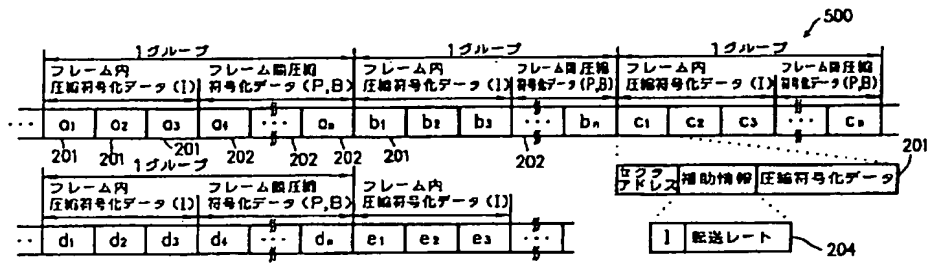 500
1グループ 1グループ 1グループ
フレーム内 フレーム間圧縮 フレーム内 フレーム間圧縮 フレーム内 フレーム間圧縮
圧縮符号化データ(I) 符号化データ(P,B) 圧縮符号化データ(I) 符号化データ(P,B) 圧縮符号化データ(I) 符号化データ(P,B)
… a1 a2 a3 a4 … an b1 b2 b3 … bn c1 c2 c3 … cn
201 201 201 202 202 202 201 202 201
1グループ
セクタアドレス 補助情報 圧縮符号化データ
フレーム内 フレーム間圧縮 フレーム内
圧縮符号化データ(I) 符号化データ(P,B) 圧縮符号化データ(I)
… d1 d2 d3 d4 … dn e1 e2 e3 …
I 転送レート 204